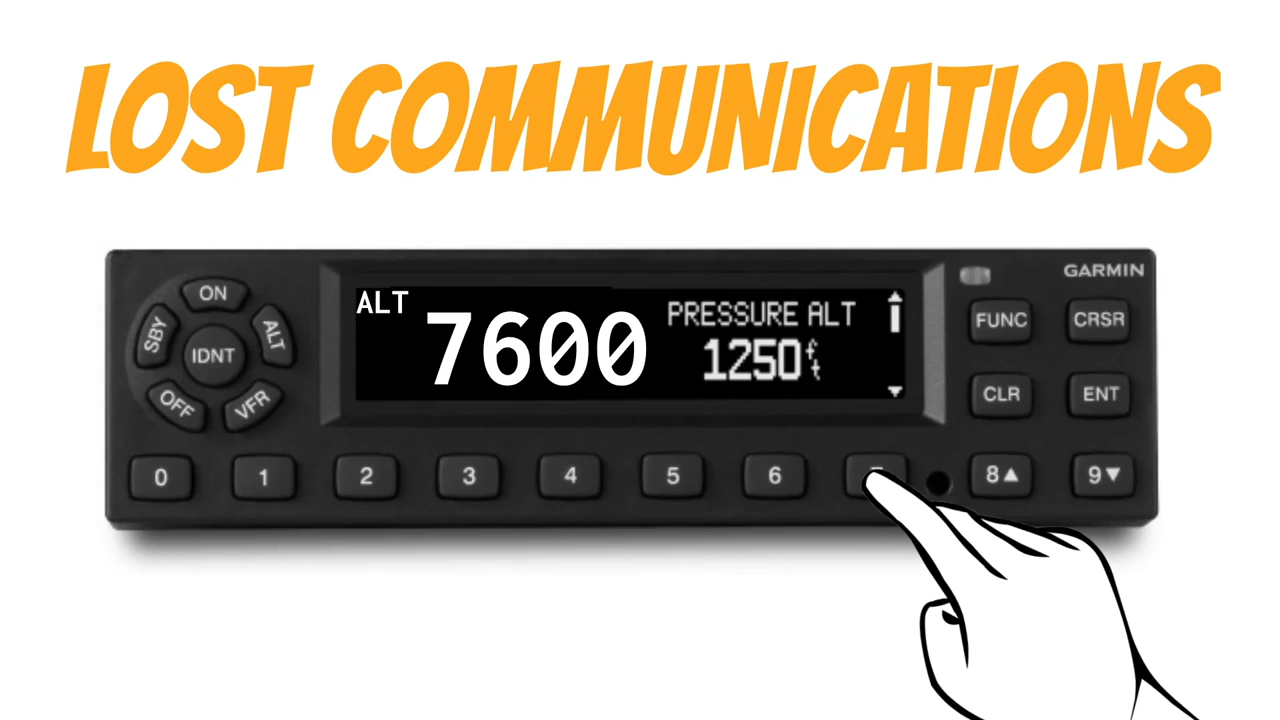 LOST COMMUNICATIONS
GARMIN
ON
SBY
ALT
IDNT
OFF
VFR
ALT
7600
PRESSURE ALT
1250ft
FUNC
CRSR
CLR
ENT
0
1
2
3
4
5
6
8▲
9▼